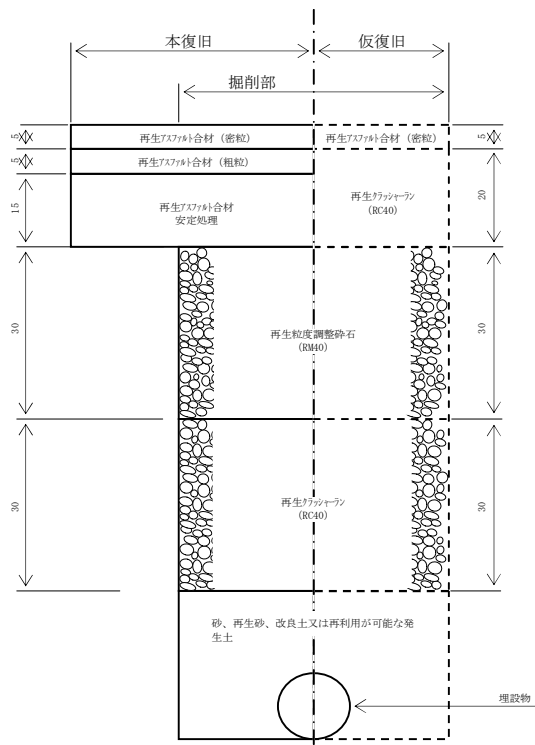 本復旧
仮復旧
掘削部
5
再生アスファルト合材（密粒）
再生アスファルト合材（密粒）
5
5
再生アスファルト合材（粗粒）
15
再生アスファルト合材
安定処理
再生クラッシャーラン
(RC40)
20
30
再生粒度調整砕石
(RM40)
30
30
再生クラッシャーラン
(RC40)
30
砂、再生砂、改良土又は再利用が可能な発
生土
埋設物